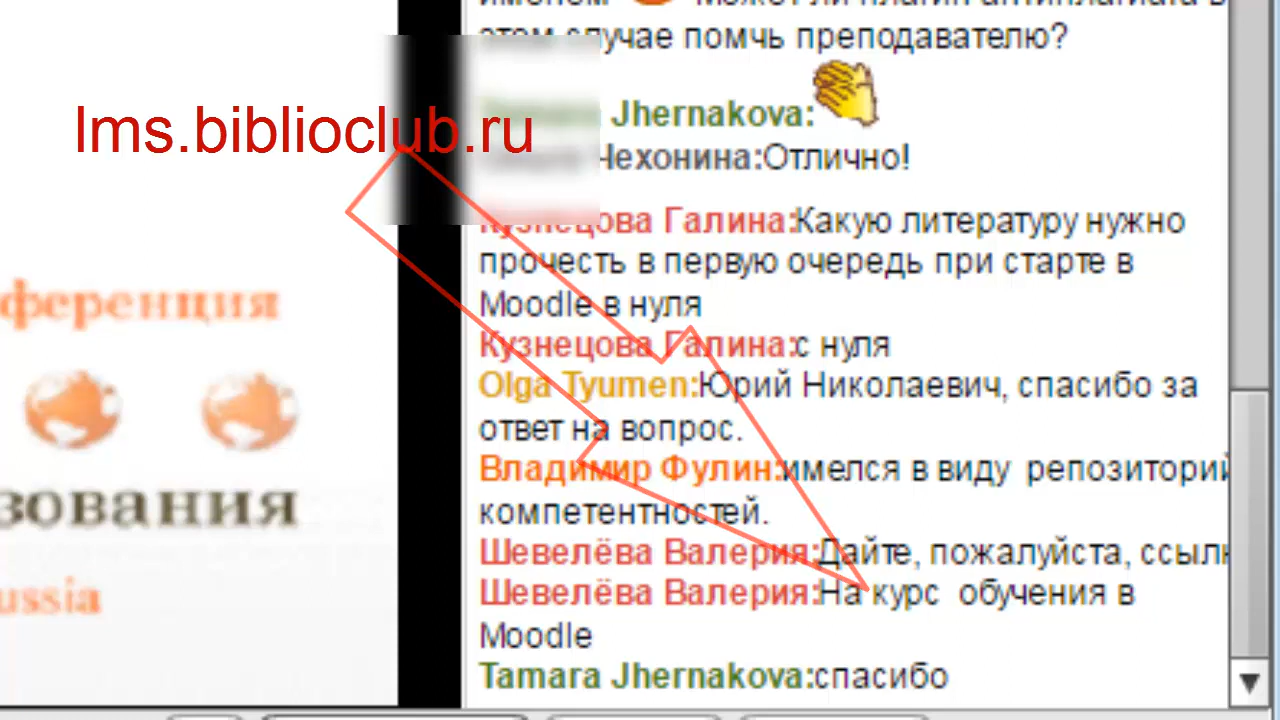 этом случае помчь преподавателю?
Jhernakova:
lms.biblioclub.ru
Чехонина:Отлично!
Кузнецова Галина:Какую литературу нужно
прочесть в первую очередь при старте в
Moodle в нуля
Кузнецова Галина:с нуля
Olga Tyumen:Юрий Николаевич, спасибо за
ответ на вопрос.
Владимир Фулин:имелся в виду репозиторий
компетентностей.
Шевелёва Валерия:Дайте, пожалуйста, ссылк
Шевелёва Валерия:На курс обучения в
Moodle
Tamara Jhernakova:спасибо
ференция
зования
ussia